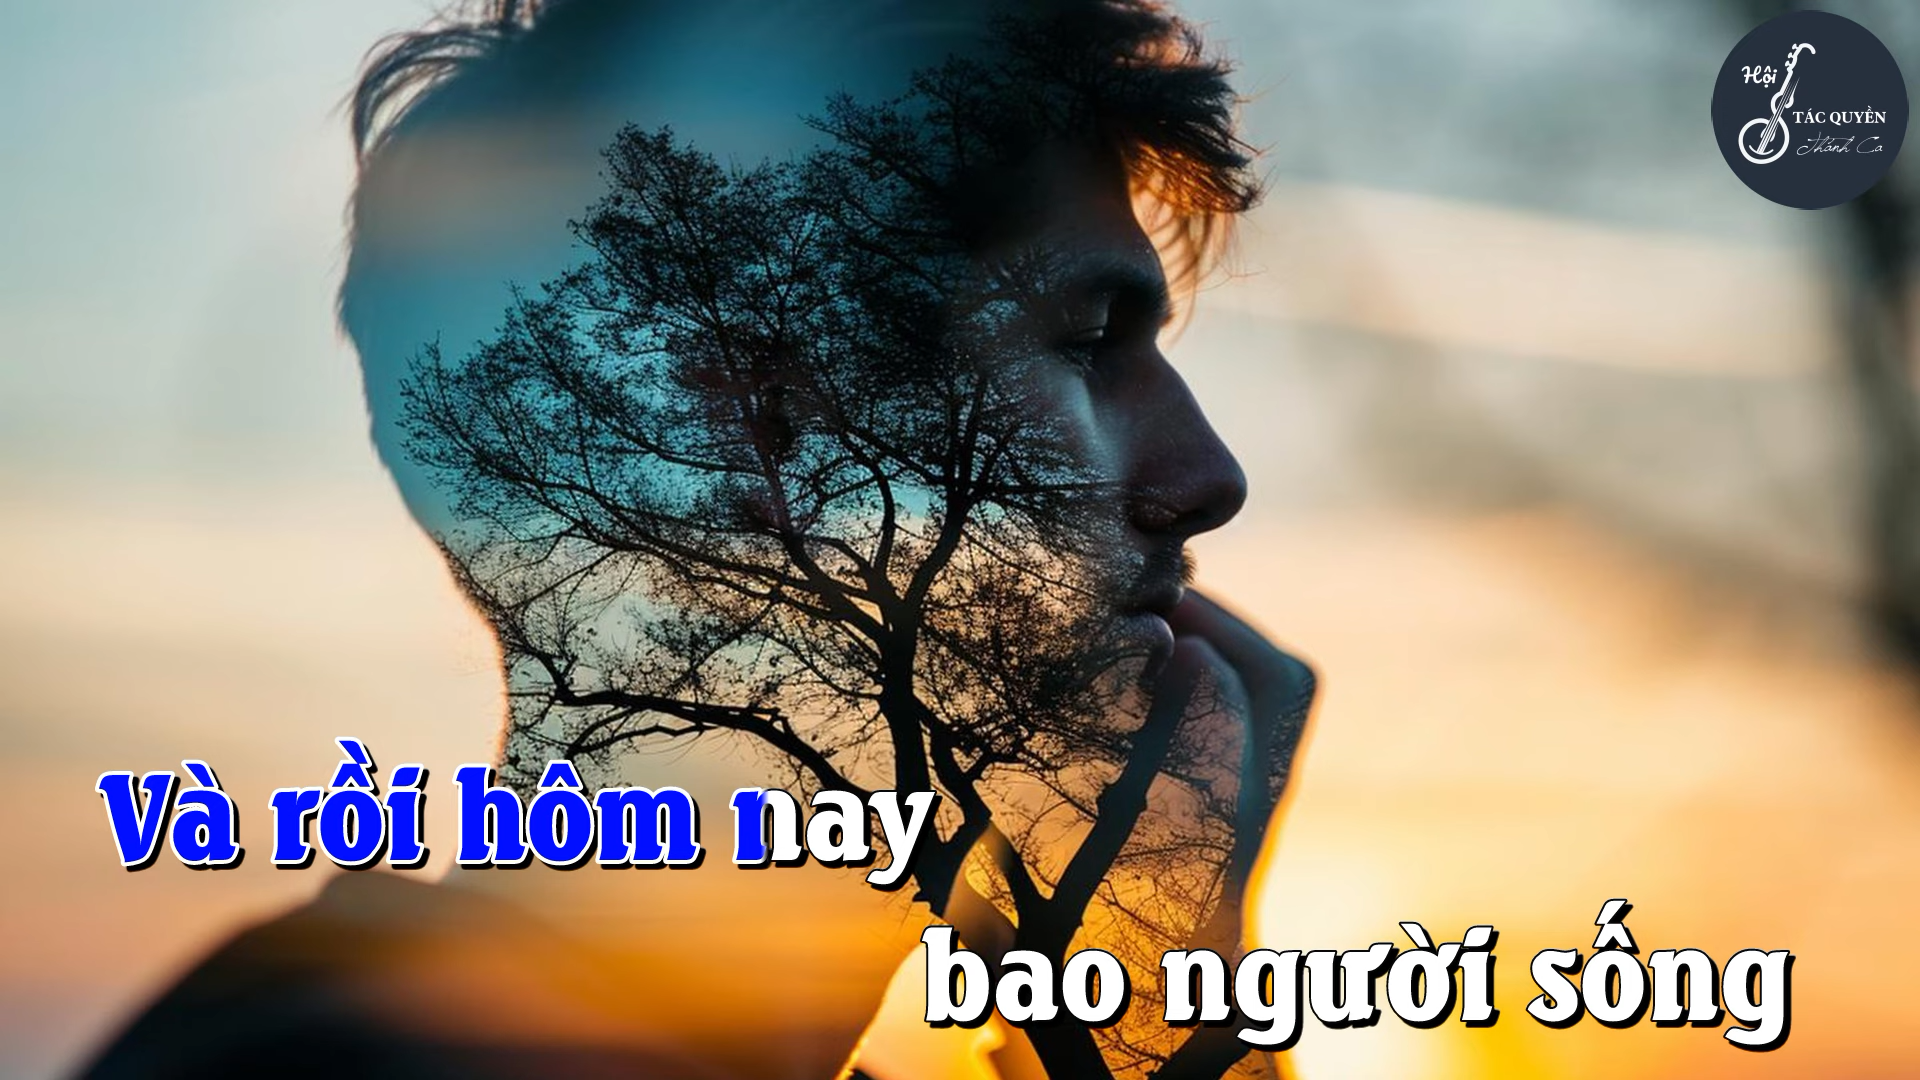 Hội
TÁC QUYỀN
Thánh Ca
Và rồi hôm nay
bao người sống